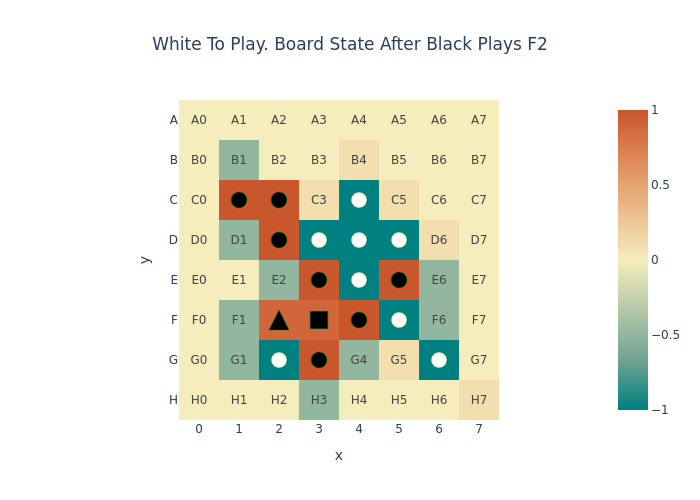 White To Play. Board State After Black Plays F2
A A0 A1 A2 A3 A4 A5 A6 A7
B B0 B1 B2 B3 B4 B5 B6 B7
C C0 C3 C5 C6 C7
D D0 D1 D6 D7
E E0 E1 E2 E6 E7
F F0 F1 F6 F7
G G0 G1 G4 G5 G7
H H0 H1 H2 H3 H4 H5 H6 H7
0 1 2 3 4 5 6 7
x
y
1
0.5
0
−0.5
−1